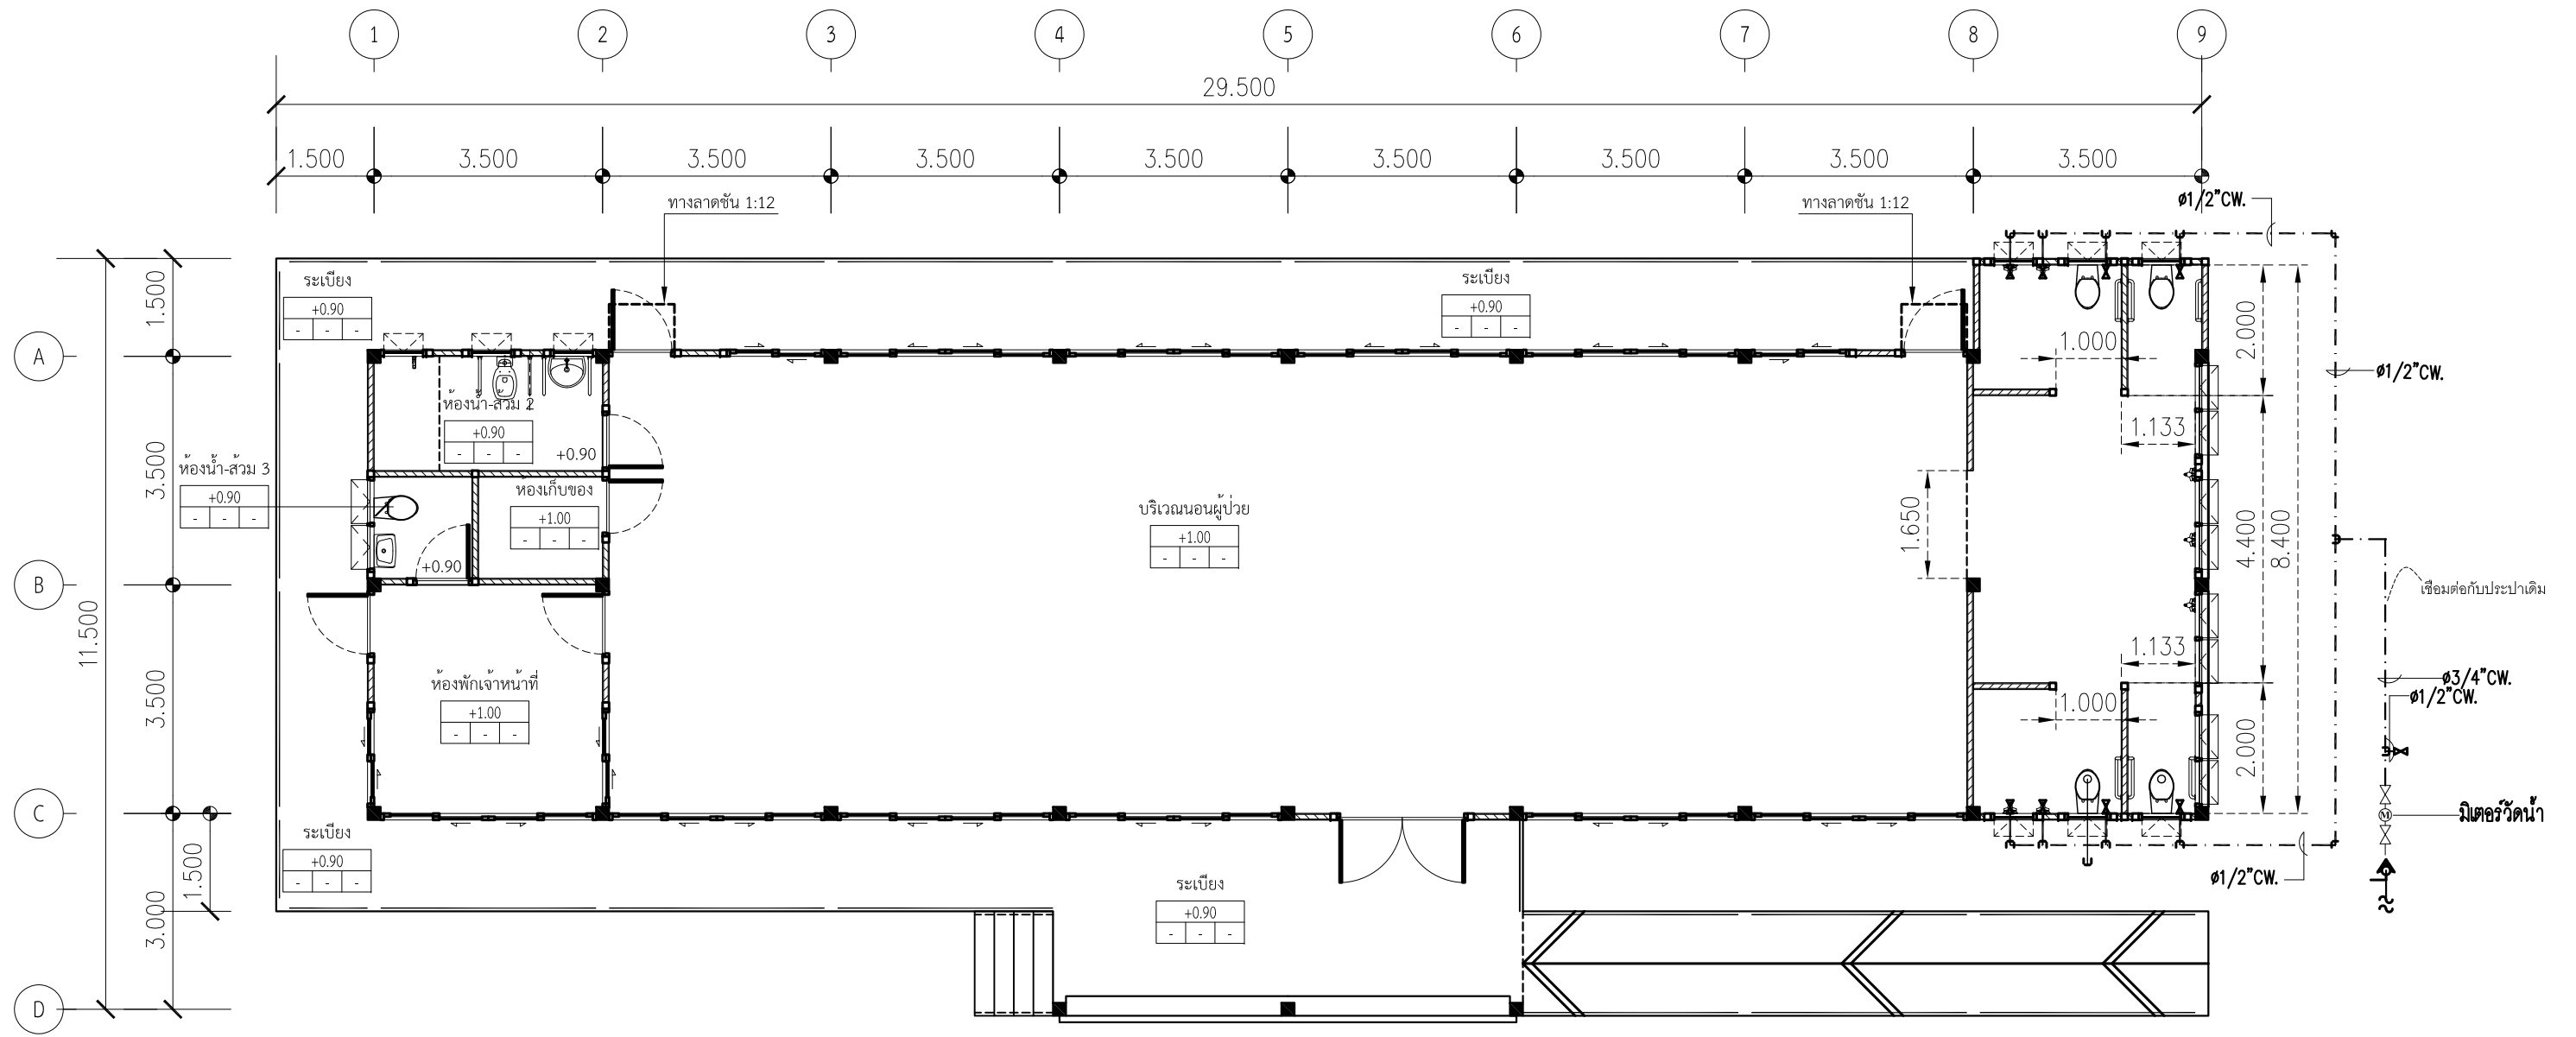 1 2 3 4 5 6 7 8 9
29.500
1.500 3.500 3.500 3.500 3.500 3.500 3.500 3.500 3.500
ทางลาดชัน 1:12
ทางลาดชัน 1:12
ø1/2"CW.
ระเบียง
+0.90
- - -
ระเบียง
+0.90
- - -
1.500
A
2.000
1.000
ø1/2"CW.
ห้องน้ำ-ส้วม 2
+0.90
- - -
+0.90
1.133
3.500
ห้องน้ำ-ส้วม 3
+0.90
- - -
ห้องเก็บของ
+1.00
- - -
+0.90
บริเวณนอนผู้ป่วย
+1.00
- - -
1.650
4.400
8.400
B
เชื่อมต่อกับประปาเดิม
11.500
1.133
ø3/4"CW.
ø1/2"CW.
ห้องพักเจ้าหน้าที่
+1.00
- - -
3.500
1.000
2.000
C
M
มิเตอร์วัดน้ำ
ระเบียง
+0.90
- - -
1.500
ø1/2"CW.
ระเบียง
+0.90
- - -
3.000
D